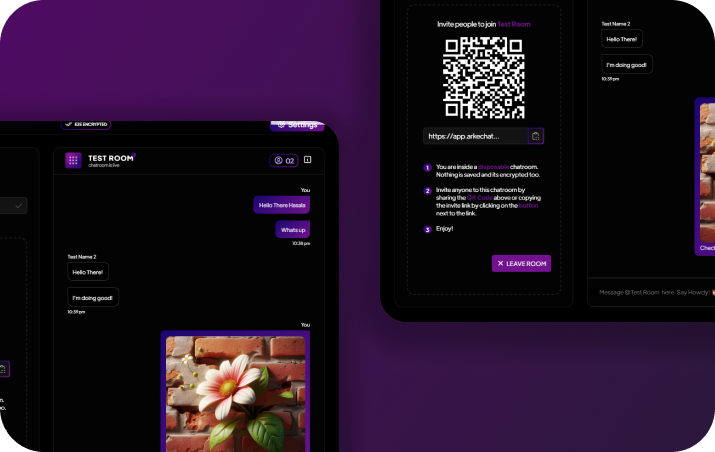 E2E ENCRYPTED
Settings
TEST ROOM
chatroom is live
02
You
Hello There Hasala
Whats up
10:38 pm
Test Name 2
Hello There!
I'm doing good!
10:39 pm
You
Invite people to join Test Room
https://app.arkechat...
1 You are inside a disposable chatroom.
Nothing is saved and its encrypted too.
2 Invite anyone to this chatroom by
sharing the QR Code above or copying
the invite link by clicking on the button
next to the link.
3 Enjoy!
LEAVE ROOM
Test Name 2
Hello There!
I'm doing good!
10:39 pm
Check
Message @Test Room here. Say Howdy!